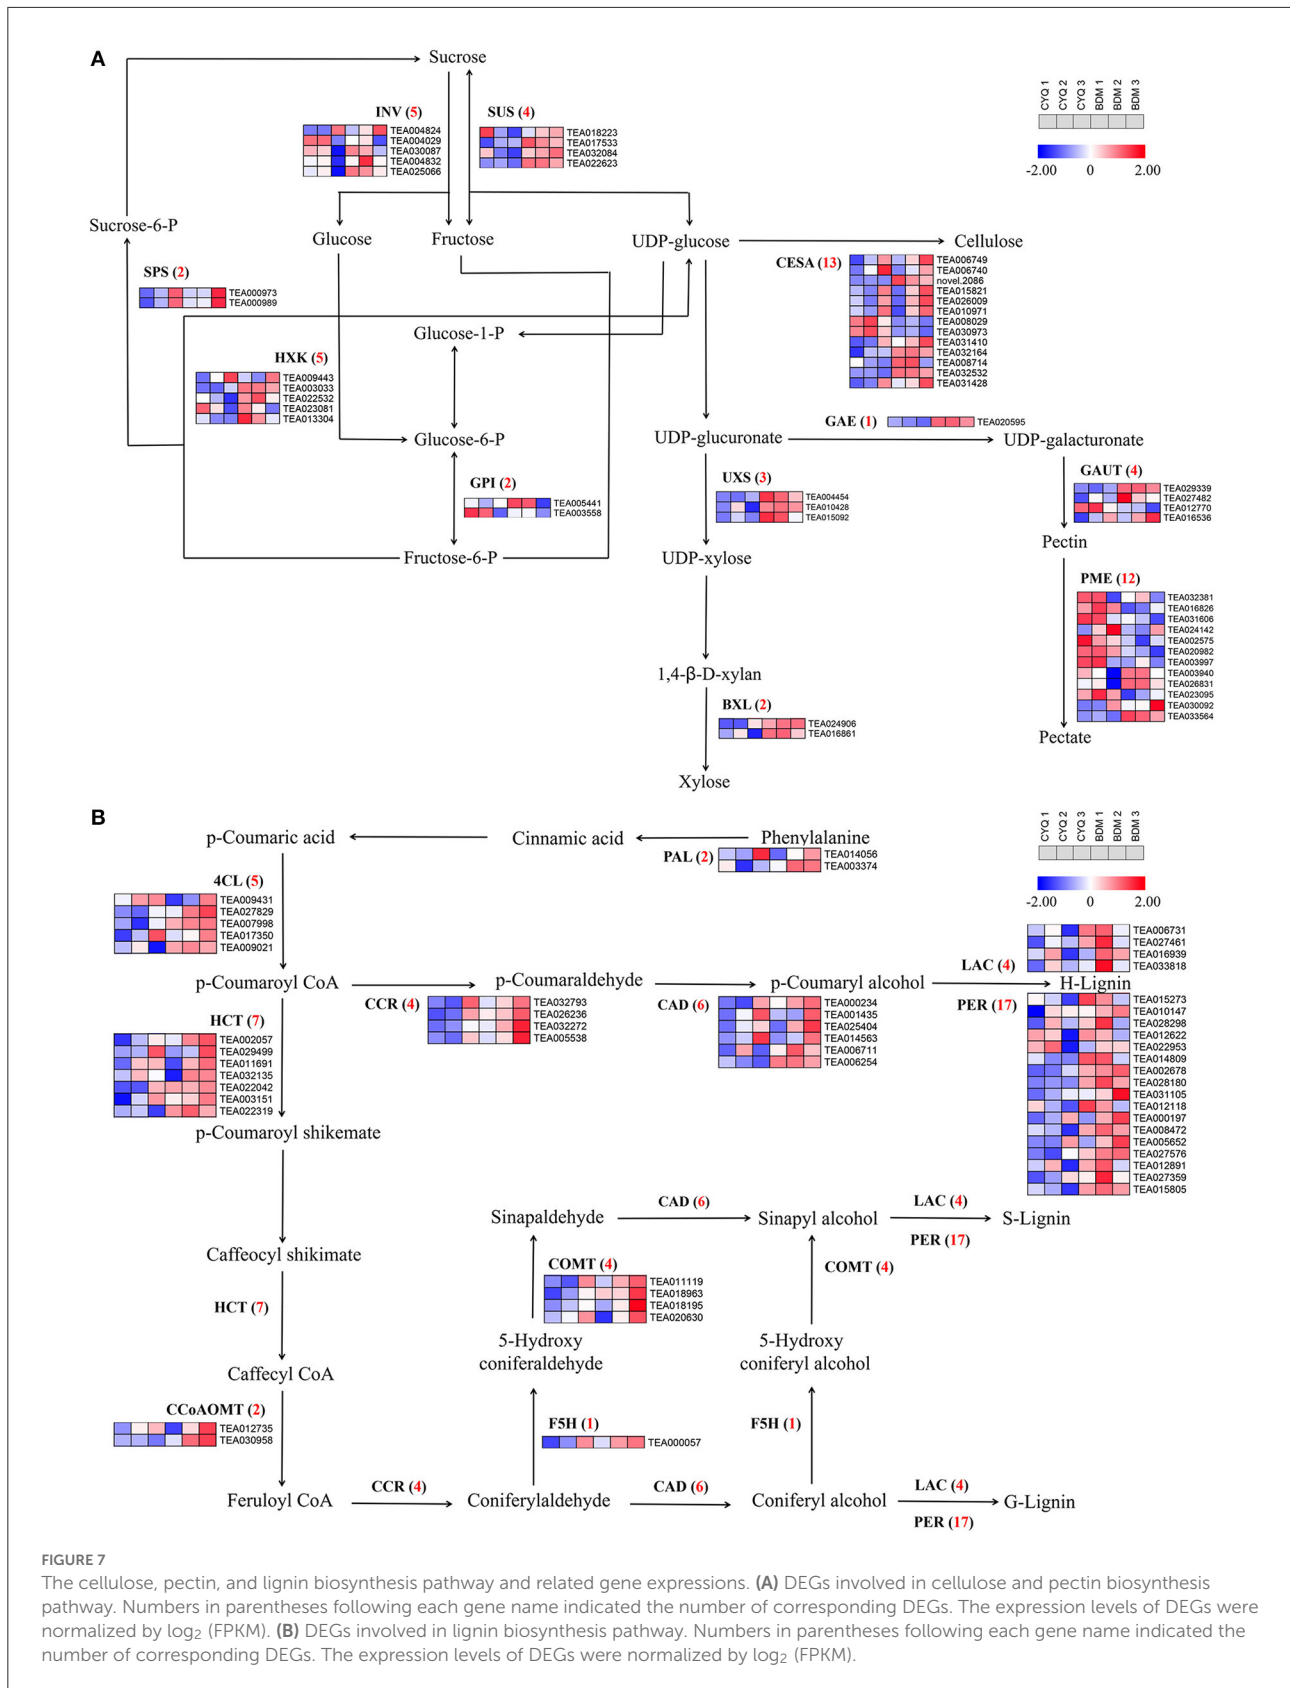 A
Sucrose
CYQ 1
CYQ 2
CYQ 3
BDM 1
BDM 2
BDM 3
-2.00 0 2.00
INV (5)
TEA004824
TEA004029
TEA030087
TEA004832
TEA025066
SUS (4)
TEA018223
TEA017533
TEA032084
TEA022623
Sucrose-6-P
Glucose
Fructose
UDP-glucose
Cellulose
SPS (2)
TEA000973
TEA000989
CESA (13)
TEA006749
TEA006740
novel.2086
TEA015821
TEA026009
TEA010971
TEA008029
TEA030973
TEA031410
TEA032164
TEA008714
TEA032532
TEA031428
Glucose-1-P
HXK (5)
TEA009443
TEA003033
TEA022532
TEA023081
TEA013304
Glucose-6-P
GPI (2)
TEA005441
TEA003558
Fructose-6-P
UDP-glucuronate
GAE (1)
TEA020595
UDP-galacturonate
UXS (3)
TEA004454
TEA010428
TEA015092
GAUT (4)
TEA029339
TEA027482
TEA012770
TEA016536
UDP-xylose
Pectin
PME (12)
TEA032381
TEA016826
TEA031606
TEA024142
TEA002575
TEA020982
TEA003997
TEA003940
TEA026831
TEA023095
TEA030092
TEA033564
1,4-β-D-xylan
BXL (2)
TEA024906
TEA016861
Pectate
Xylose
B
p-Coumaric acid
Cinnamic acid
Phenylalanine
CYQ 1
CYQ 2
CYQ 3
BDM 1
BDM 2
BDM 3
-2.00 0 2.00
PAL (2)
TEA014056
TEA003374
4CL (5)
TEA009431
TEA027829
TEA007998
TEA017350
TEA009021
TEA006731
TEA027461
TEA016939
TEA033818
p-Coumaroyl CoA
p-Coumaraldehyde
p-Coumaryl alcohol
LAC (4)
H-Lignin
PER (17)
CCR (4)
TEA032793
TEA026236
TEA032272
TEA005538
CAD (6)
TEA000234
TEA001435
TEA025404
TEA014563
TEA006711
TEA006254
TEA015273
TEA010147
TEA028298
TEA012622
TEA022953
TEA014809
TEA002678
TEA028180
TEA031105
TEA012118
TEA000197
TEA008472
TEA005652
TEA027576
TEA012891
TEA027359
TEA015805
HCT (7)
TEA002057
TEA029499
TEA011691
TEA032135
TEA022042
TEA003151
TEA022319
p-Coumaroyl shikemate
Sinapaldehyde
CAD (6)
Sinapyl alcohol
LAC (4)
PER (17)
S-Lignin
Caffeocyl shikimate
COMT (4)
TEA011119
TEA018963
TEA018195
TEA020630
COMT (4)
HCT (7)
5-Hydroxy
coniferaldehyde
5-Hydroxy
coniferyl alcohol
Caffecyl CoA
CCoAOMT (2)
TEA012735
TEA030958
F5H (1)
TEA000057
F5H (1)
Feruloyl CoA
CCR (4)
Coniferylaldehyde
CAD (6)
Coniferyl alcohol
LAC (4)
PER (17)
G-Lignin
FIGURE 7
The cellulose, pectin, and lignin biosynthesis pathway and related gene expressions. (A) DEGs involved in cellulose and pectin biosynthesis
pathway. Numbers in parentheses following each gene name indicated the number of corresponding DEGs. The expression levels of DEGs were
normalized by log₂ (FPKM). (B) DEGs involved in lignin biosynthesis pathway. Numbers in parentheses following each gene name indicated the
number of corresponding DEGs. The expression levels of DEGs were normalized by log₂ (FPKM).